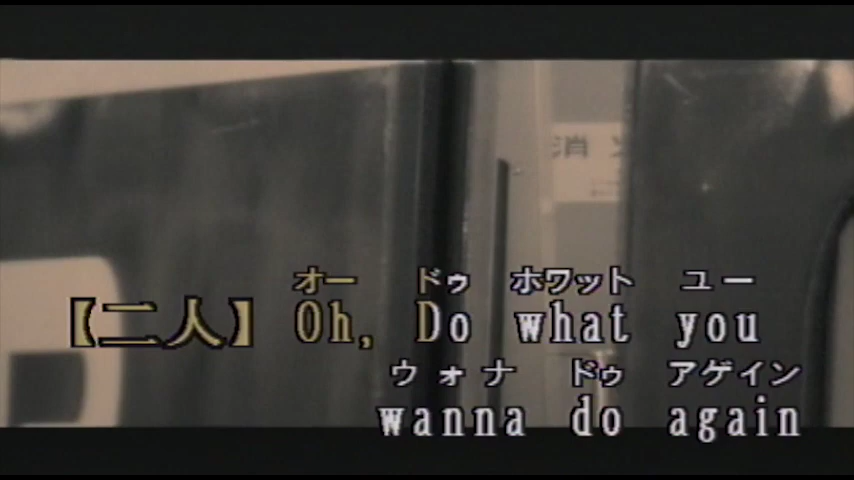 消
オー ドゥ ホワット ユー
【二人】 Oh, Do what you
ウォナ ドゥ アゲイン
wanna do again